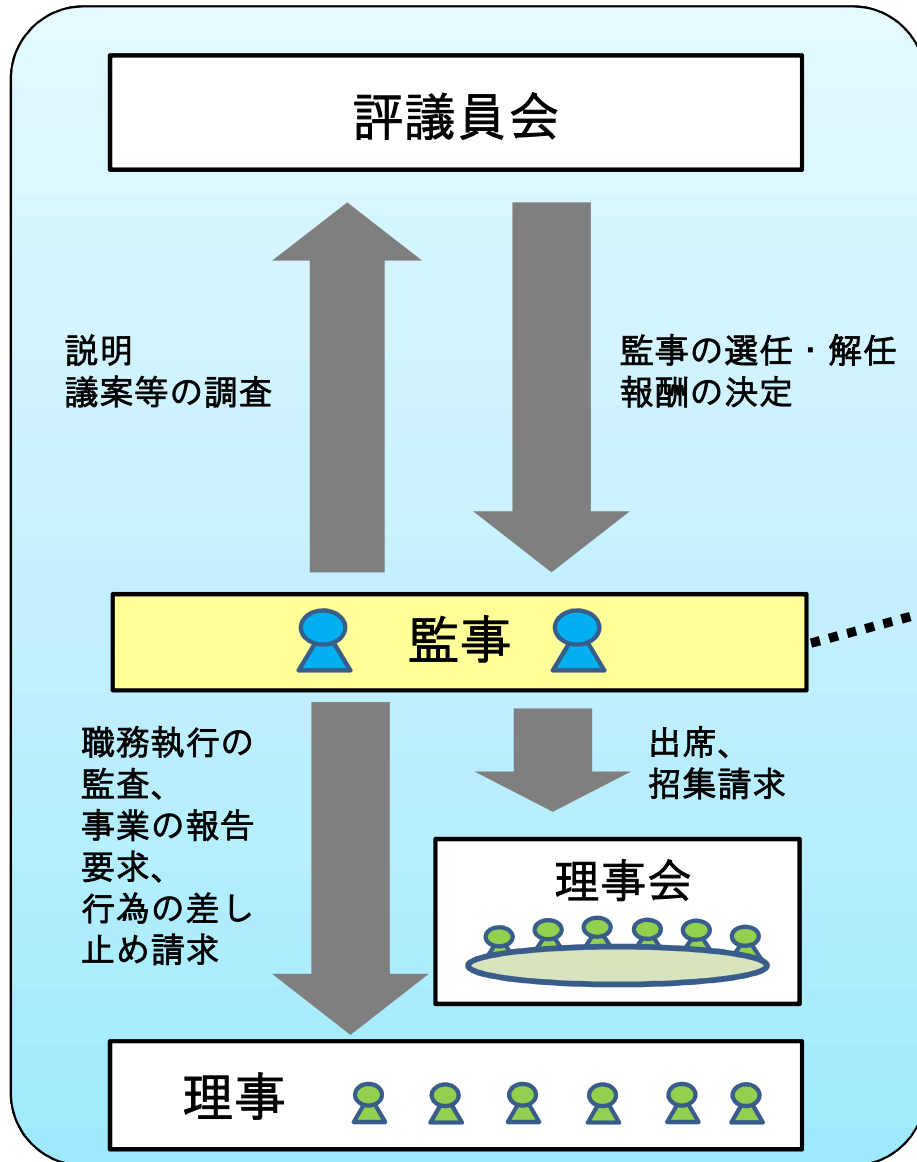 評議員会
説明
議案等の調査
監事の選任・解任
報酬の決定
監事
職務執行の
監査、
事業の報告
要求、
行為の差し
止め請求
出席、
招集請求
理事会
理事